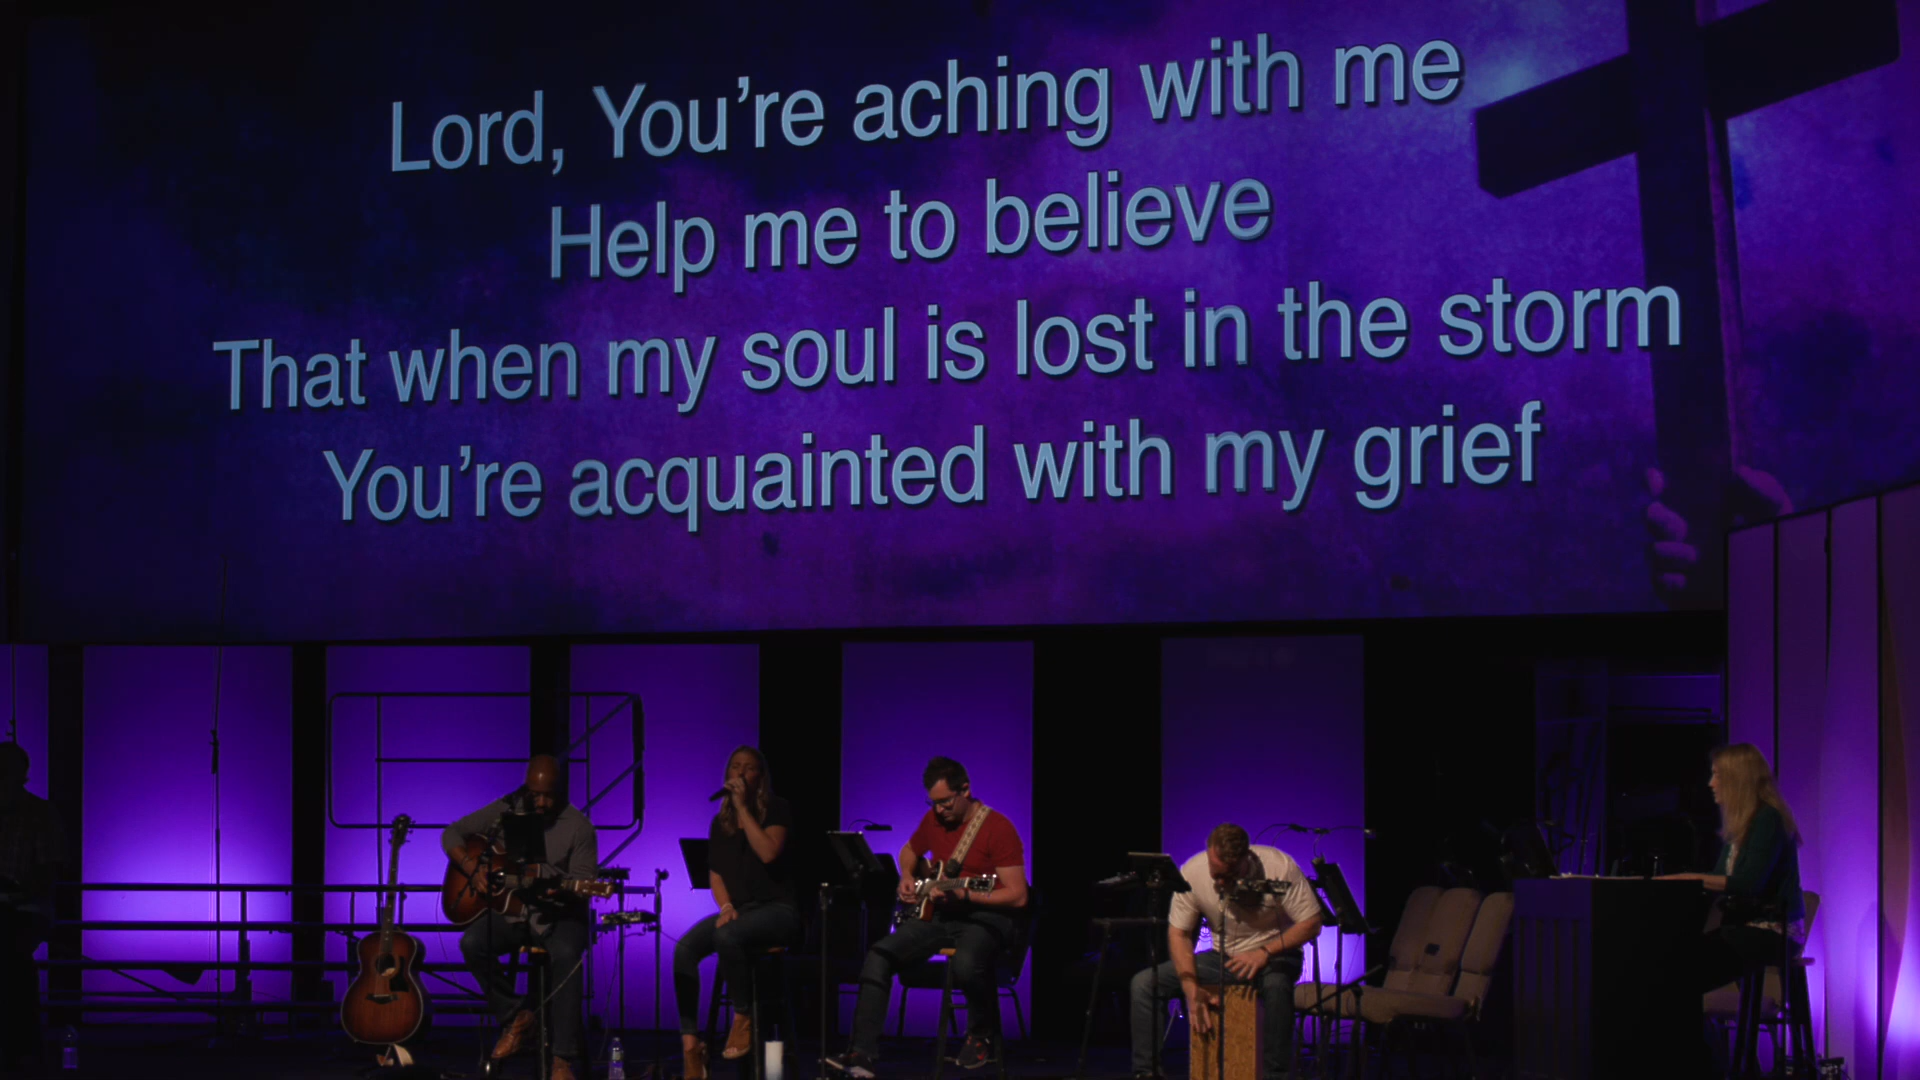 Lord, You’re aching with me
Help me to believe
That when my soul is lost in the storm
You’re acquainted with my grief